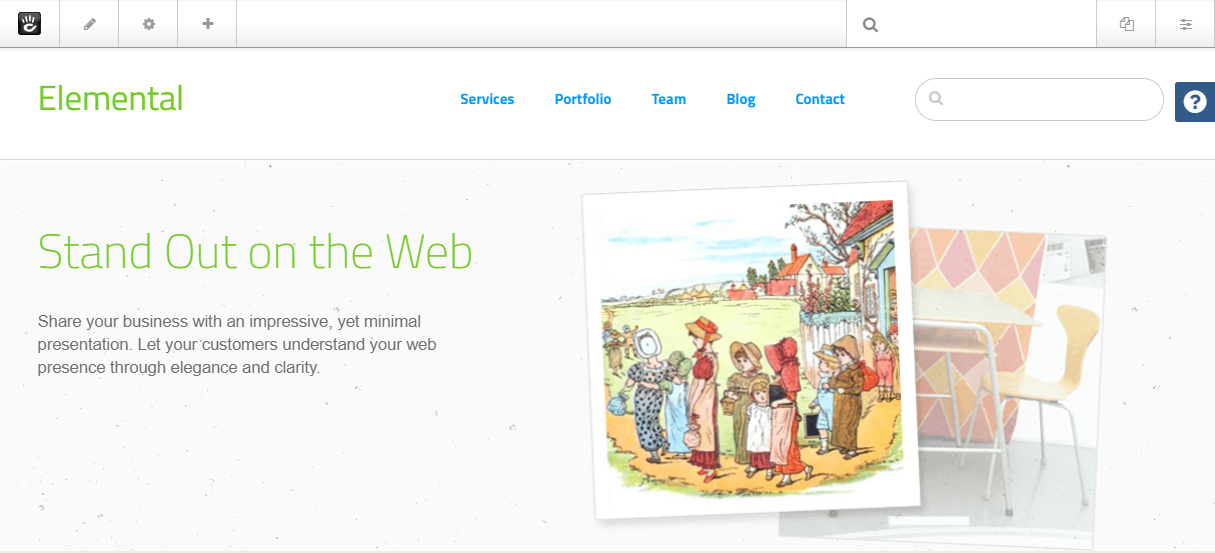 Elemental
Services Portfolio Team Blog Contact
?
Stand Out on the Web
Share your business with an impressive, yet minimal
presentation. Let your customers understand your web
presence through elegance and clarity.